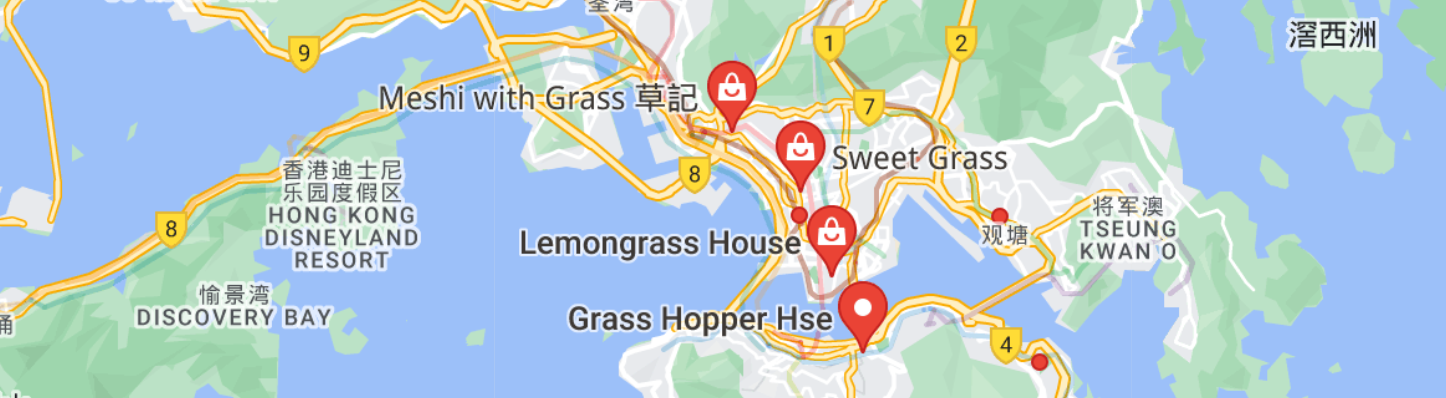 荃湾
滘西洲
9
1
2
Meshi with Grass 草記
7
Sweet Grass
8
香港迪士尼
乐园度假区
HONG KONG
DISNEYLAND
RESORT
8
将军澳
TSEUNG
KWAN O
观塘
Lemongrass House
愉景湾
DISCOVERY BAY
Grass Hopper Hse
4